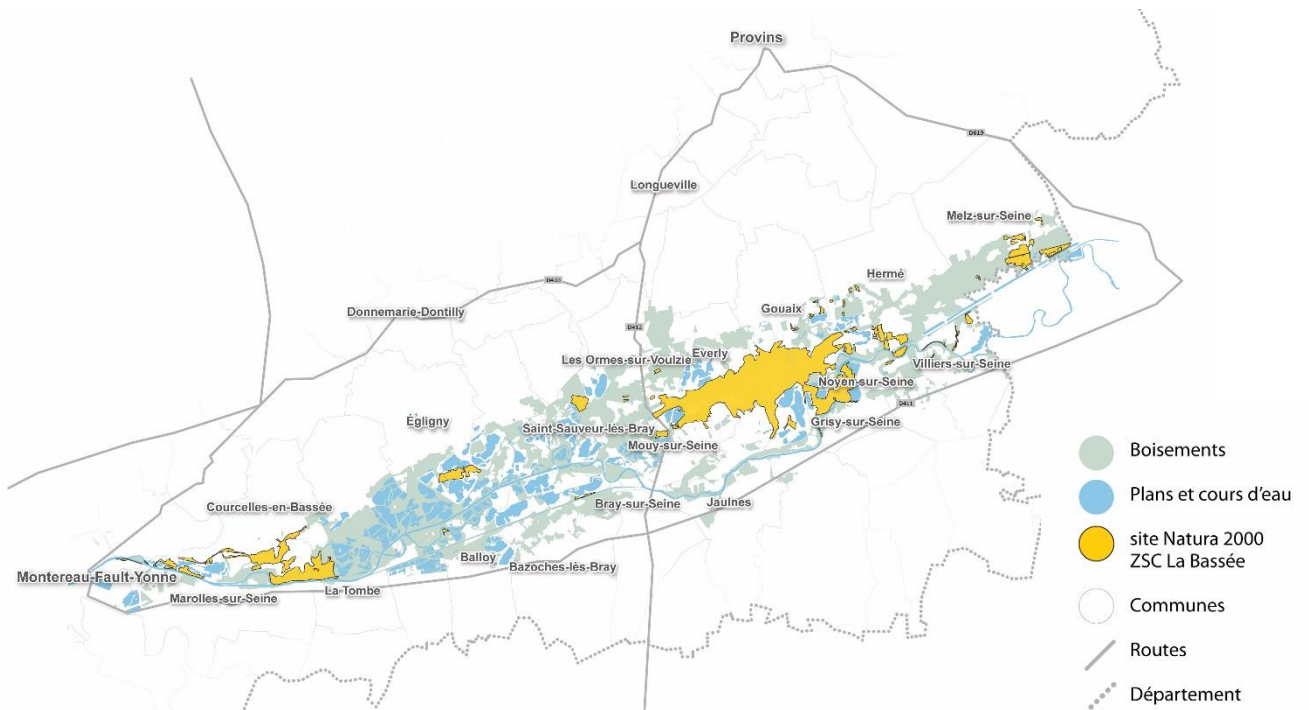 Provins
D619
Longueville
Melz-sur-Seine
Hermé
D403
Donnemarie-Dontilly
Gouaix
D412
Les Ormes-sur-Voulzie
Everly
Villiers-sur-Seine
Noyen-sur-Seine
D411
Égligny
Saint-Sauveur-lès-Bray
Grisy-sur-Seine
Mouy-sur-Seine
Courcelles-en-Bassée
Bray-sur-Seine
Jaulnes
Balloy
Bazoches-lès-Bray
Montereau-Fault-Yonne
La-Tombe
Marolles-sur-Seine
Boisements
Plans et cours d'eau
site Natura 2000
ZSC La Bassée
Communes
Routes
Département